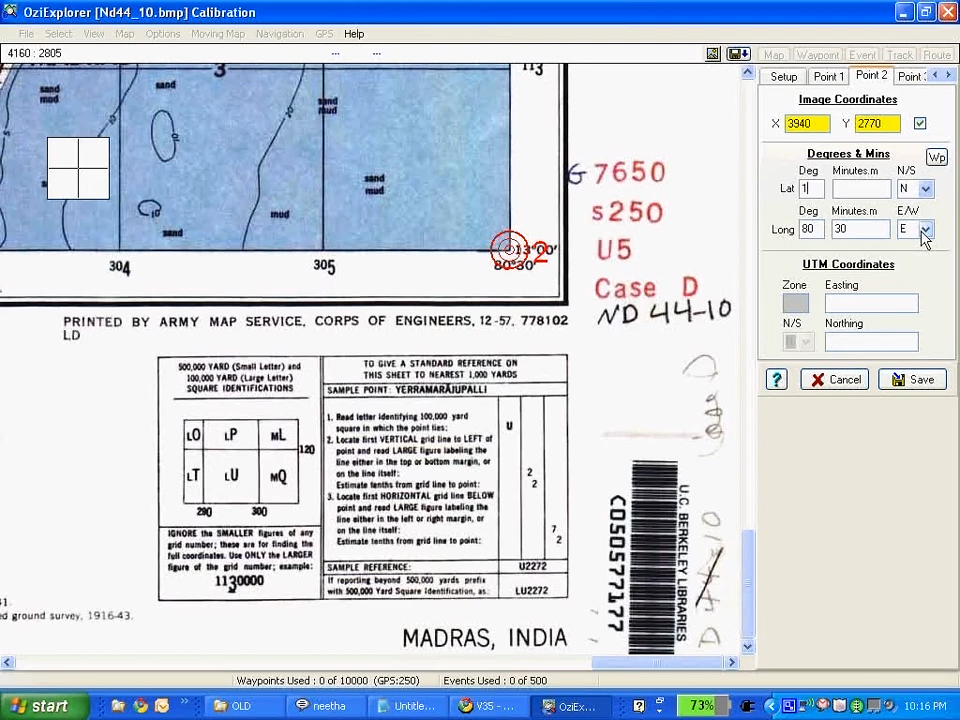 OziExplorer [Nd44_10.bmp] Calibration
File Select View Map Options Moving Map Navigation GPS Help
4160 : 2805
... ...
Map Waypoint Event Track Route
Setup Point 1 Point 2 Point
Image Coordinates
X 3940 Y 2770
Degrees & Mins
Wp
Deg Minutes.m N/S
Lat 1 N
Deg Minutes.m E/W
Long 80 30 E
UTM Coordinates
Zone Easting
N/S Northing
? Cancel Save
3
113
sand
mud
sand
sand
mud
20
sand
mud
10
mud
sand
2
13°00'
80°30'
304
305
G 7650
s250
U5
Case D
ND 44-10
PRINTED BY ARMY MAP SERVICE, CORPS OF ENGINEERS, 12-57, 778102
LD
500,000 YARD (Small Letter) and
100,000 YARD (Large Letter)
SQUARE IDENTIFICATIONS
LO LP ML
120
LT LU MQ
290 300
IGNORE the SMALLER figures of any
grid number; these are for finding the
full coordinates. Use ONLY the LARGER
figure of the grid number; example:
1130000
TO GIVE A STANDARD REFERENCE ON
THIS SHEET TO NEAREST 1,000 YARDS
SAMPLE POINT: YERRAMARĀJUPALLI
1. Read letter identifying 100,000 yard
square in which the point lies:
U
2. Locate first VERTICAL grid line to LEFT of
point and read LARGE figure labeling the
line either in the top or bottom margin, or
on the line itself:
2
Estimate tenths from grid line to point:
2
3. Locate first HORIZONTAL grid line BELOW
point and read LARGE figure labeling the
line either in the left or right margin, or
on the line itself:
7
Estimate tenths from grid line to point:
2
SAMPLE REFERENCE: U2272
If reporting beyond 500,000 yards prefix
with 500,000 Yard Square Identification, as: LU2272
U.C. BERKELEY LIBRARIES
C050577177
41.
ed ground survey, 1916-43.
MADRAS, INDIA
Waypoints Used : 0 of 10000 (GPS:250) Events Used : 0 of 500
start OLD neetha Untitle... V35 - ... OziEx... 73% 10:16 PM